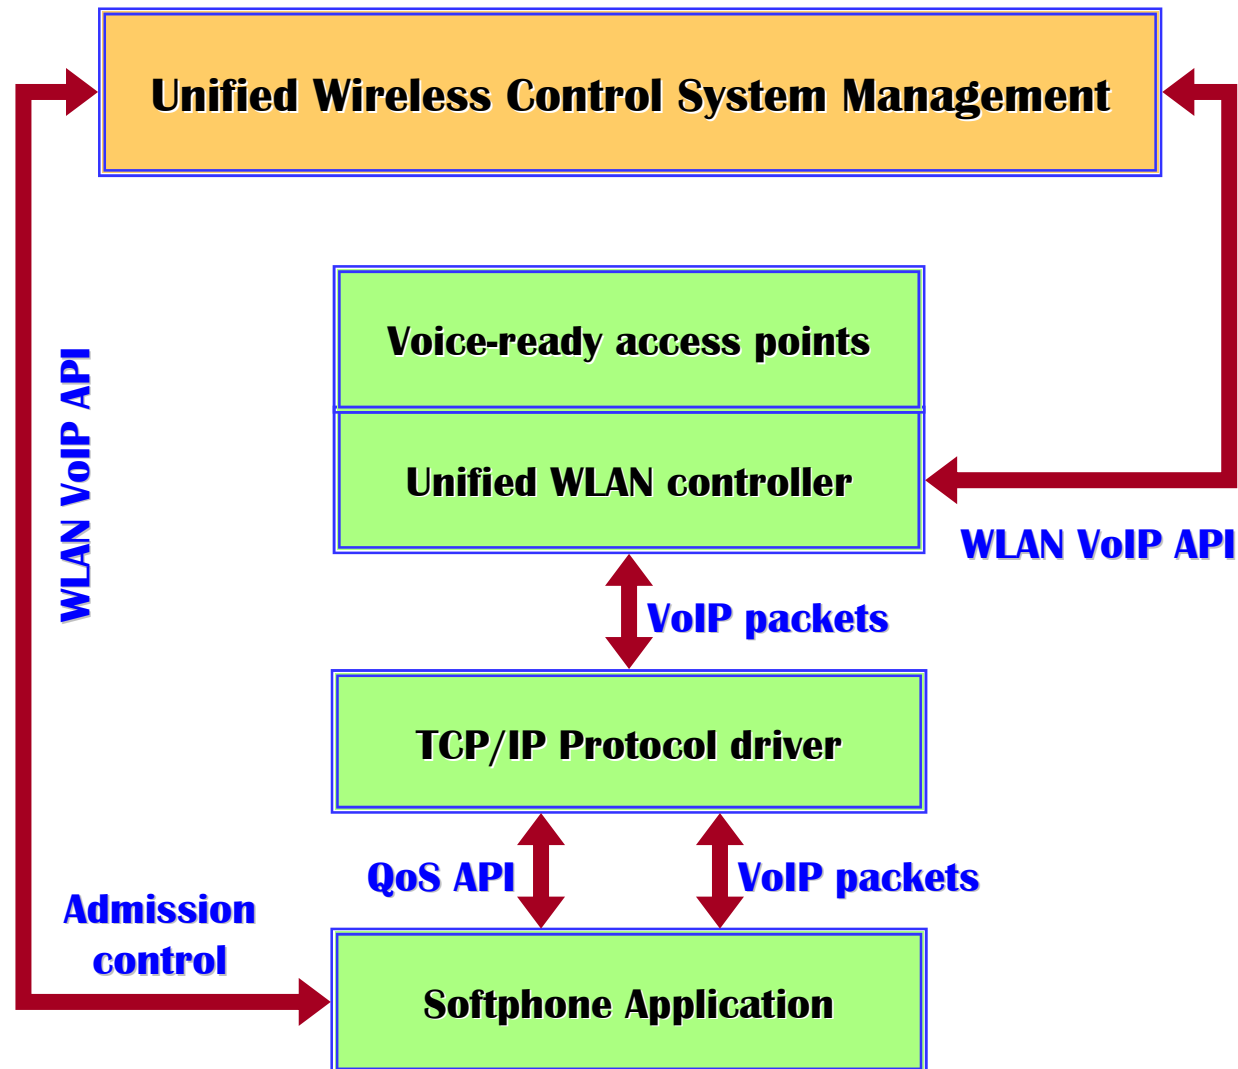 Unified Wireless Control System Management
Voice-ready access points
Unified WLAN controller
WLAN VoIP API
WLAN VoIP API
VoIP packets
TCP/IP Protocol driver
QoS API
VoIP packets
Admission
control
Softphone Application